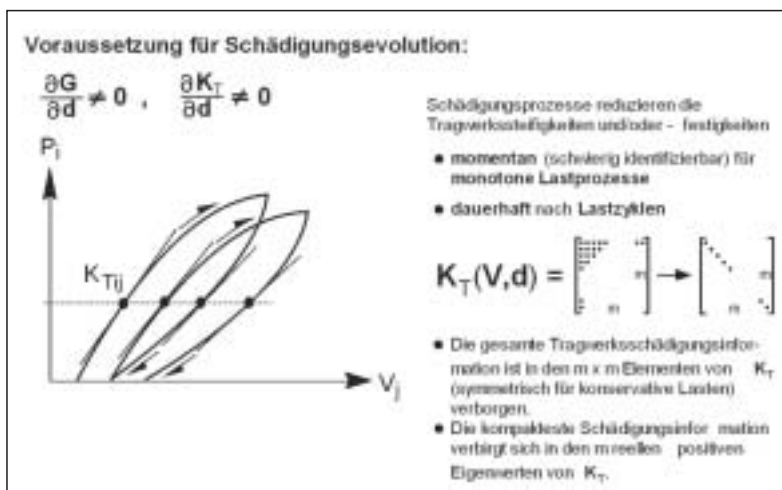 Voraussetzung für Schädigungsevolution:
∂G/∂d ≠ 0 , ∂K_T/∂d ≠ 0
P_i
K_Tij
V_j
Schädigungsprozesse reduzieren die
Tragwerkssteifigkeiten und/oder – festigkeiten
● momentan (schwierig identifizierbar) für
monotone Lastprozesse
● dauerhaft nach Lastzyklen
K_T(V,d) =
m
m
m
m
● Die gesamte Tragwerksschädigungsinfor-
mation ist in den m x m Elementen von K_T
(symmetrisch für konservative Lasten)
verborgen.
● Die kompakteste Schädigungsinfor mation
verbirgt sich in den m reellen positiven
Eigenwerten von K_T.